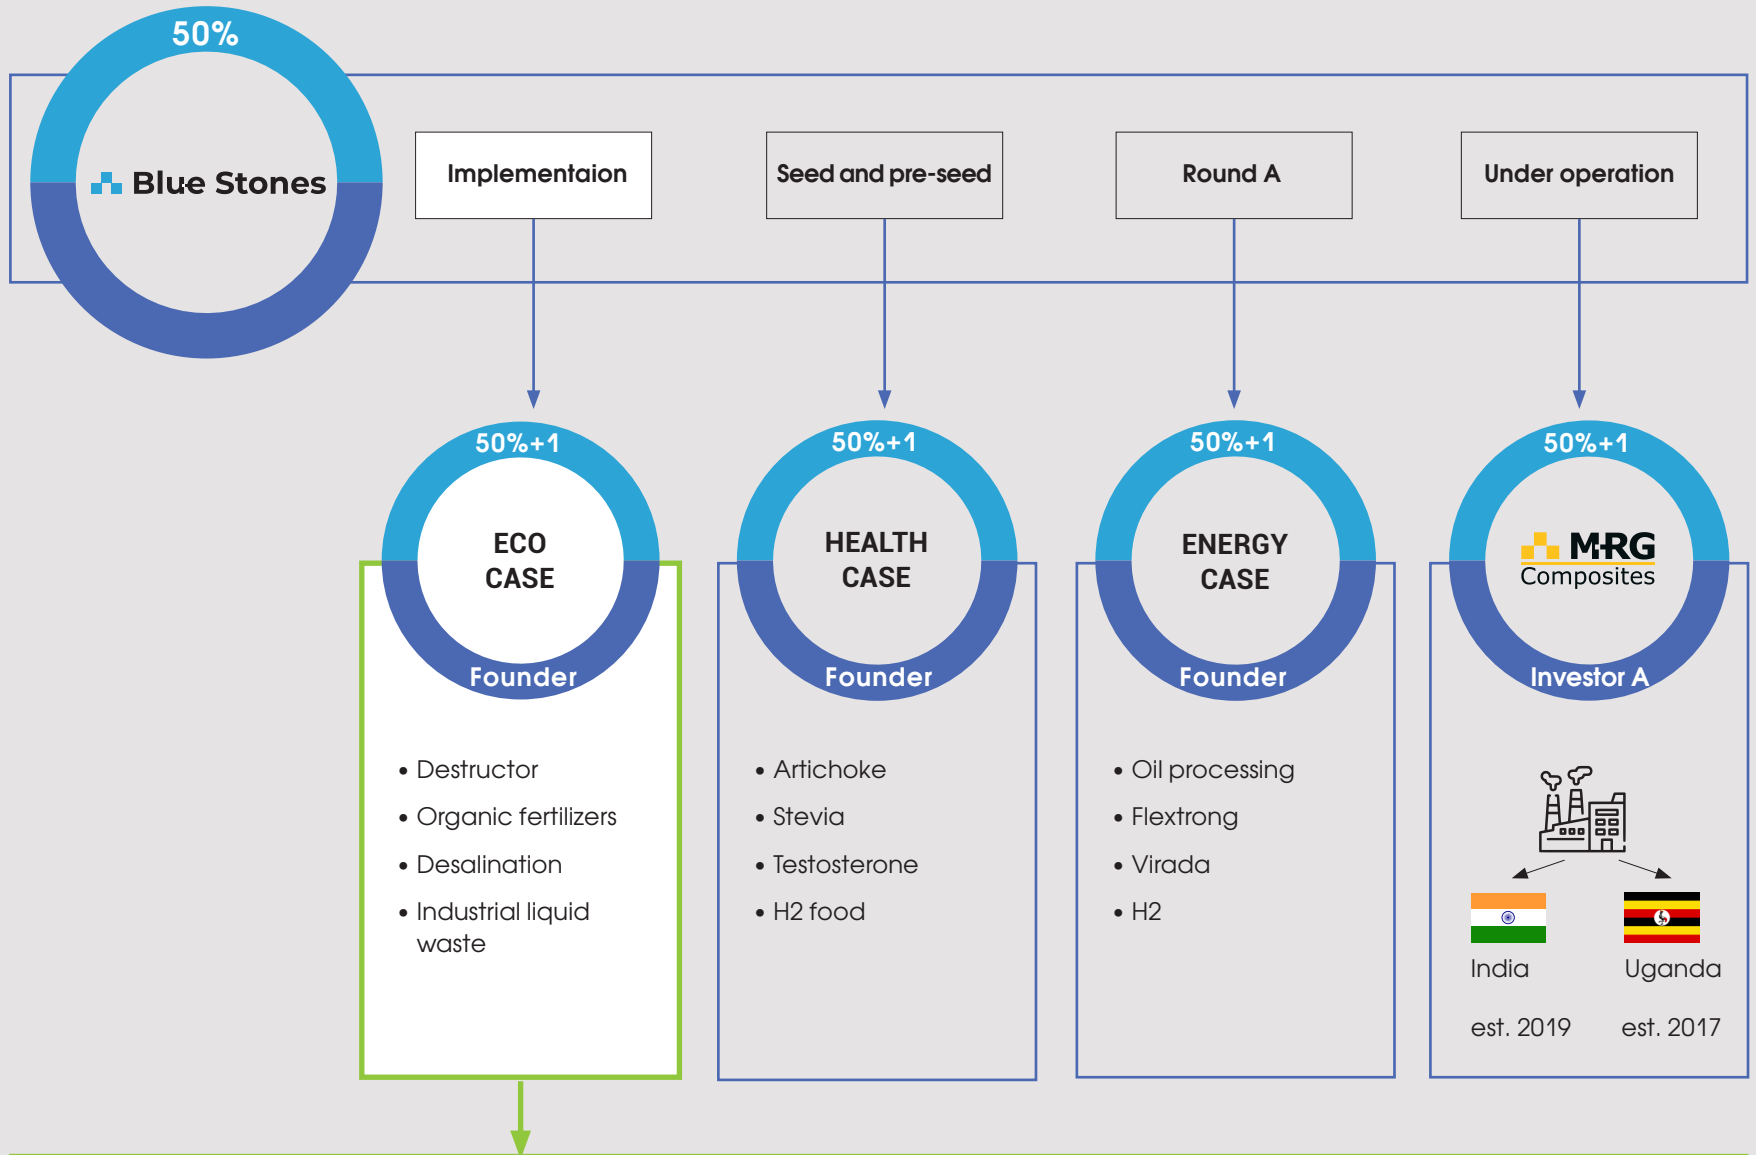 50%
Blue Stones
Implementaion
Seed and pre-seed
Round A
Under operation
50%+1
ECO
CASE
Founder
• Destructor
• Organic fertilizers
• Desalination
• Industrial liquid
waste
50%+1
HEALTH
CASE
Founder
• Artichoke
• Stevia
• Testosterone
• H2 food
50%+1
ENERGY
CASE
Founder
• Oil processing
• Flextrong
• Virada
• H2
50%+1
M-RG
Composites
Investor A
India
est. 2019
Uganda
est. 2017